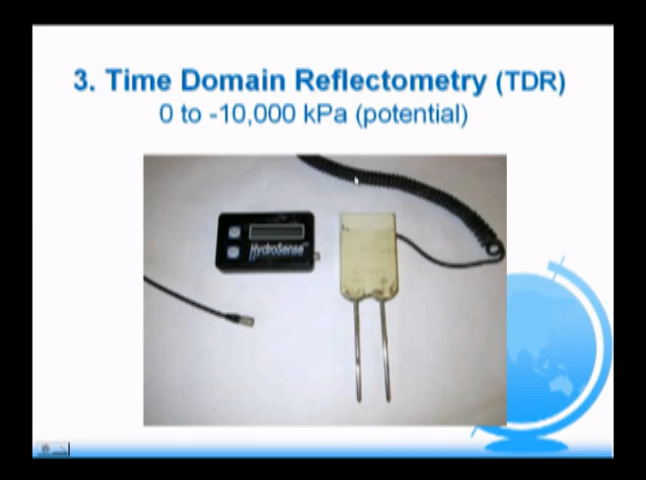 3. Time Domain Reflectometry (TDR)
0 to -10,000 kPa (potential)
HydroSense